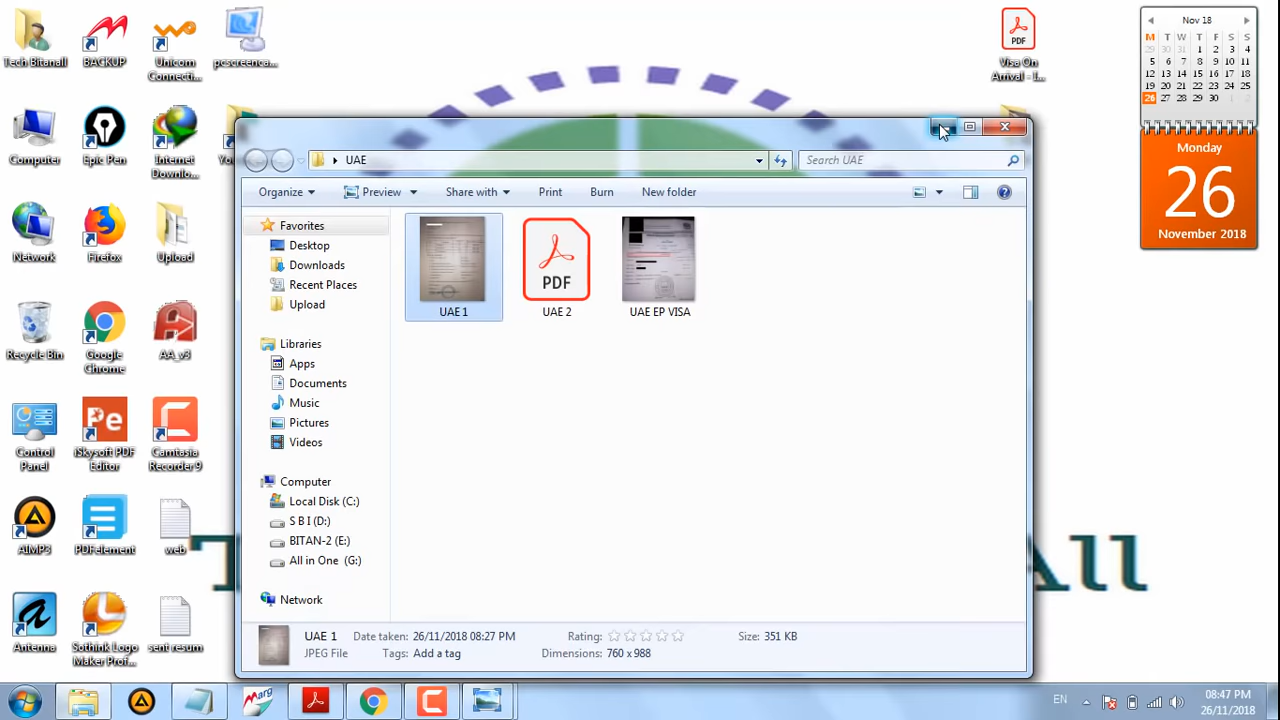 Tech Bitanall
BACKUP
Unicom
Connecti...
pcscreenca...
PDF
Visa On
Arrival - I...
Nov 18
M T W T F S S
29 30 31 1 2 3 4
5 6 7 8 9 10 11
12 13 14 15 16 17 18
19 20 21 22 23 24 25
26 27 28 29 30 1 2
Monday
26
November 2018
Computer
Epic Pen
Internet
Downlo...
Network
Firefox
Upload
Recycle Bin
Google
Chrome
AA_v3
Control
Panel
iSkysoft PDF
Editor
Camtasia
Recorder 9
AIMP3
PDFelement
web
Antenna
Sothink Logo
Maker Prof...
sent resum
UAE
Search UAE
Organize
Preview
Share with
Print
Burn
New folder
Favorites
Desktop
Downloads
Recent Places
Upload
Libraries
Apps
Documents
Music
Pictures
Videos
Computer
Local Disk (C:)
S B I (D:)
BITAN-2 (E:)
All in One (G:)
Network
UAE 1
PDF
UAE 2
UAE EP VISA
UAE 1
Date taken: 26/11/2018 08:27 PM
Rating:
Size: 351 KB
JPEG File
Tags: Add a tag
Dimensions: 760 x 988
All
Marg
EN
08:47 PM
26/11/2018